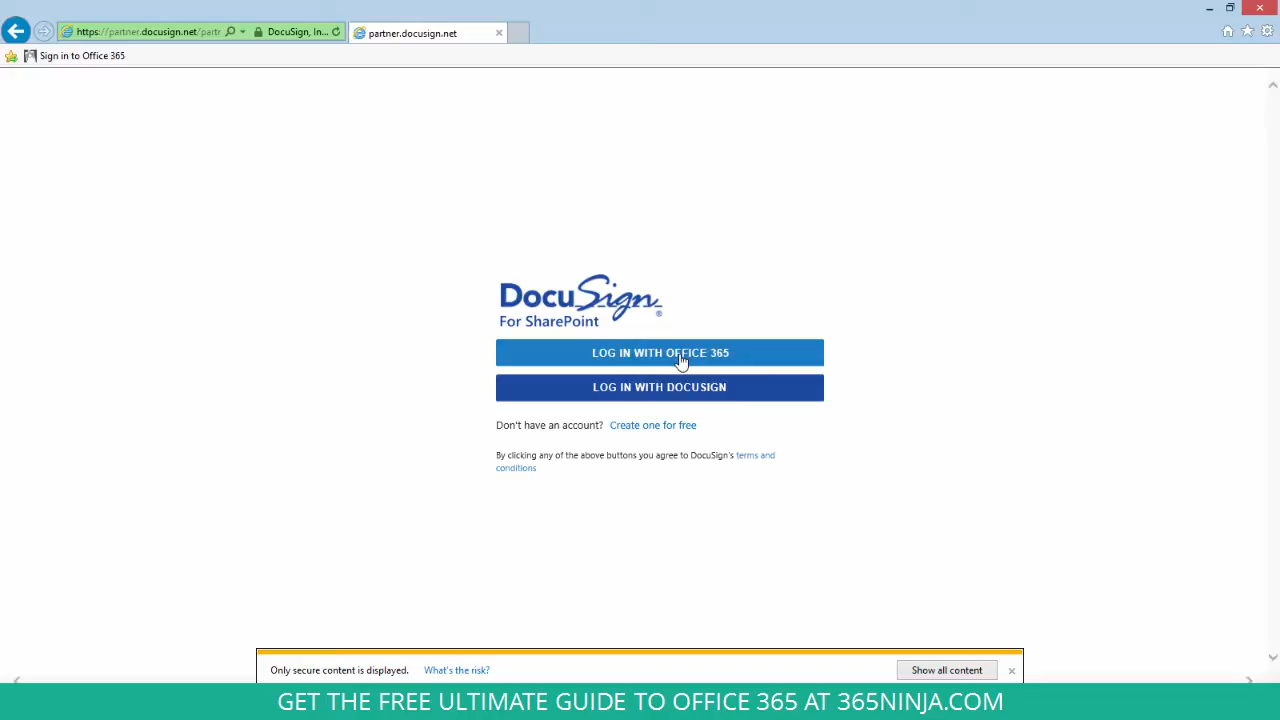 https://partner.docusign.net/partr
DocuSign, In...
partner.docusign.net
Sign in to Office 365
DocuSign®
For SharePoint
LOG IN WITH OFFICE 365
LOG IN WITH DOCUSIGN
Don't have an account? Create one for free
By clicking any of the above buttons you agree to DocuSign's terms and
conditions
Only secure content is displayed. What's the risk? Show all content
GET THE FREE ULTIMATE GUIDE TO OFFICE 365 AT 365NINJA.COM